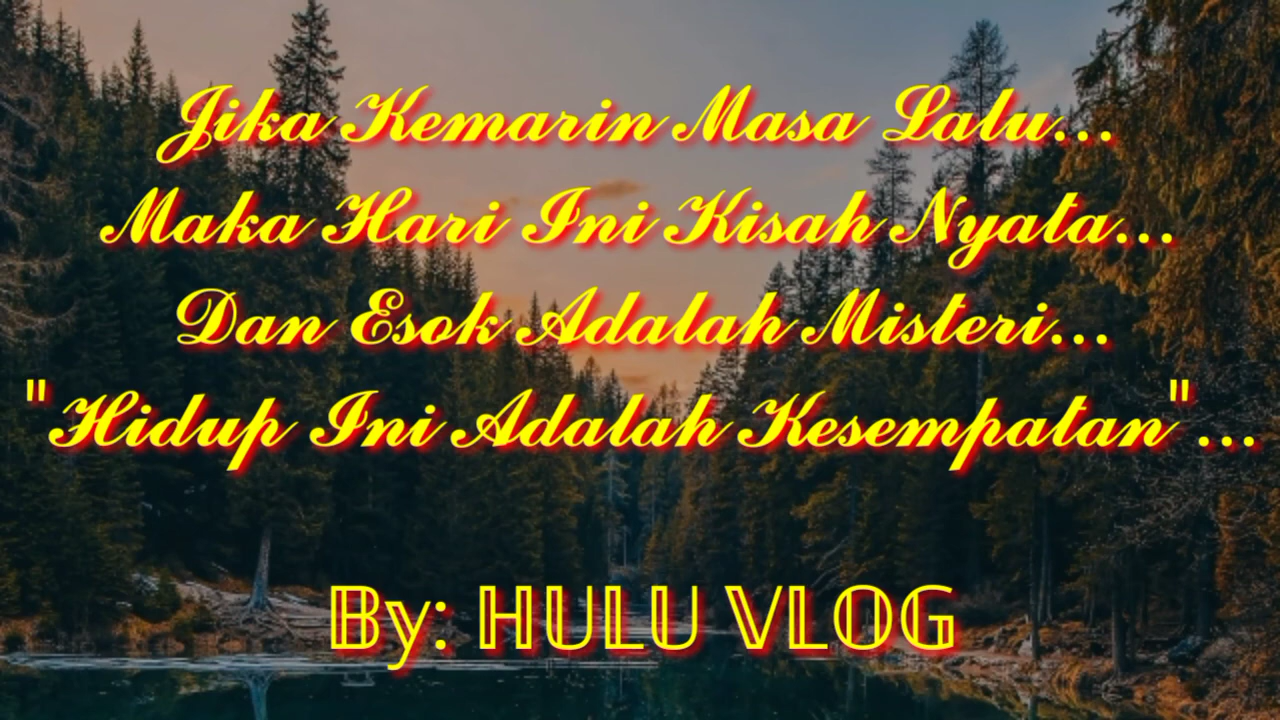 Jika Kemarin Masa Lalu...
Maka Hari Ini Kisah Nyata...
Dan Esok Adalah Misteri...
"Hidup Ini Adalah Kesempatan"...
By: HULU VLOG